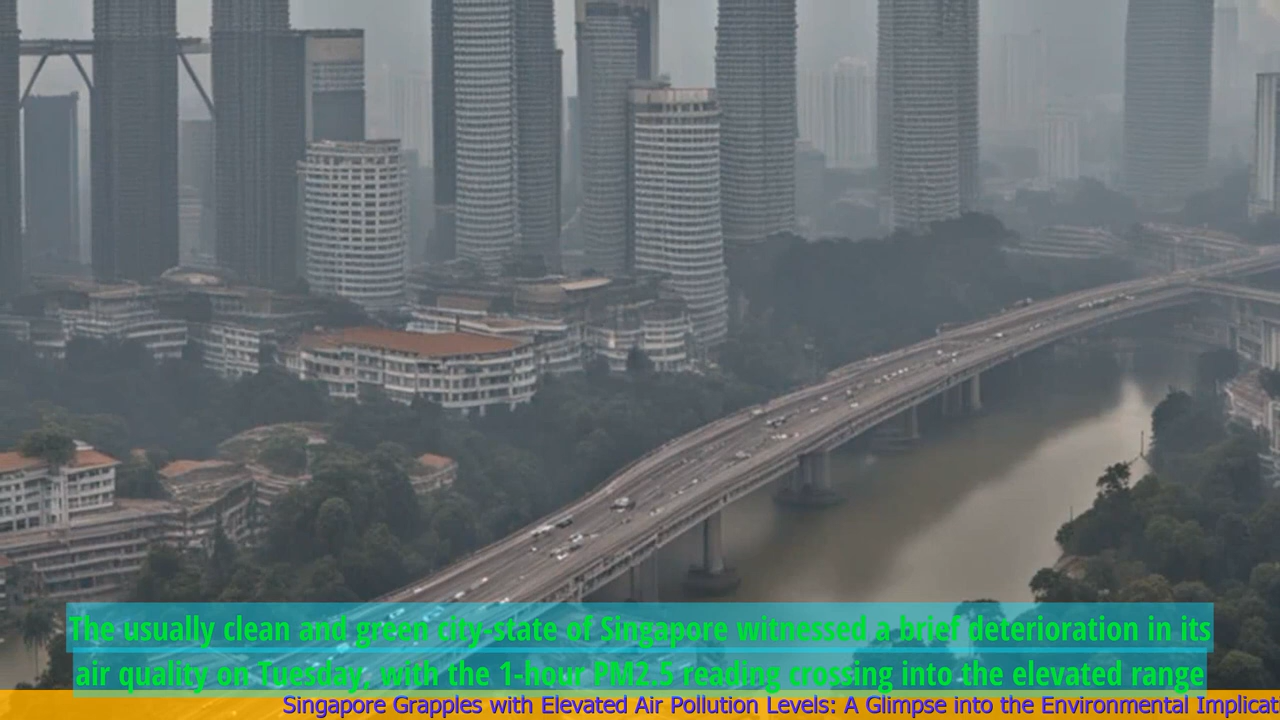 The usually clean and green city-state of Singapore witnessed a brief deterioration in its
air quality on Tuesday, with the 1-hour PM2.5 reading crossing into the elevated range
Singapore Grapples with Elevated Air Pollution Levels: A Glimpse into the Environmental Implicat